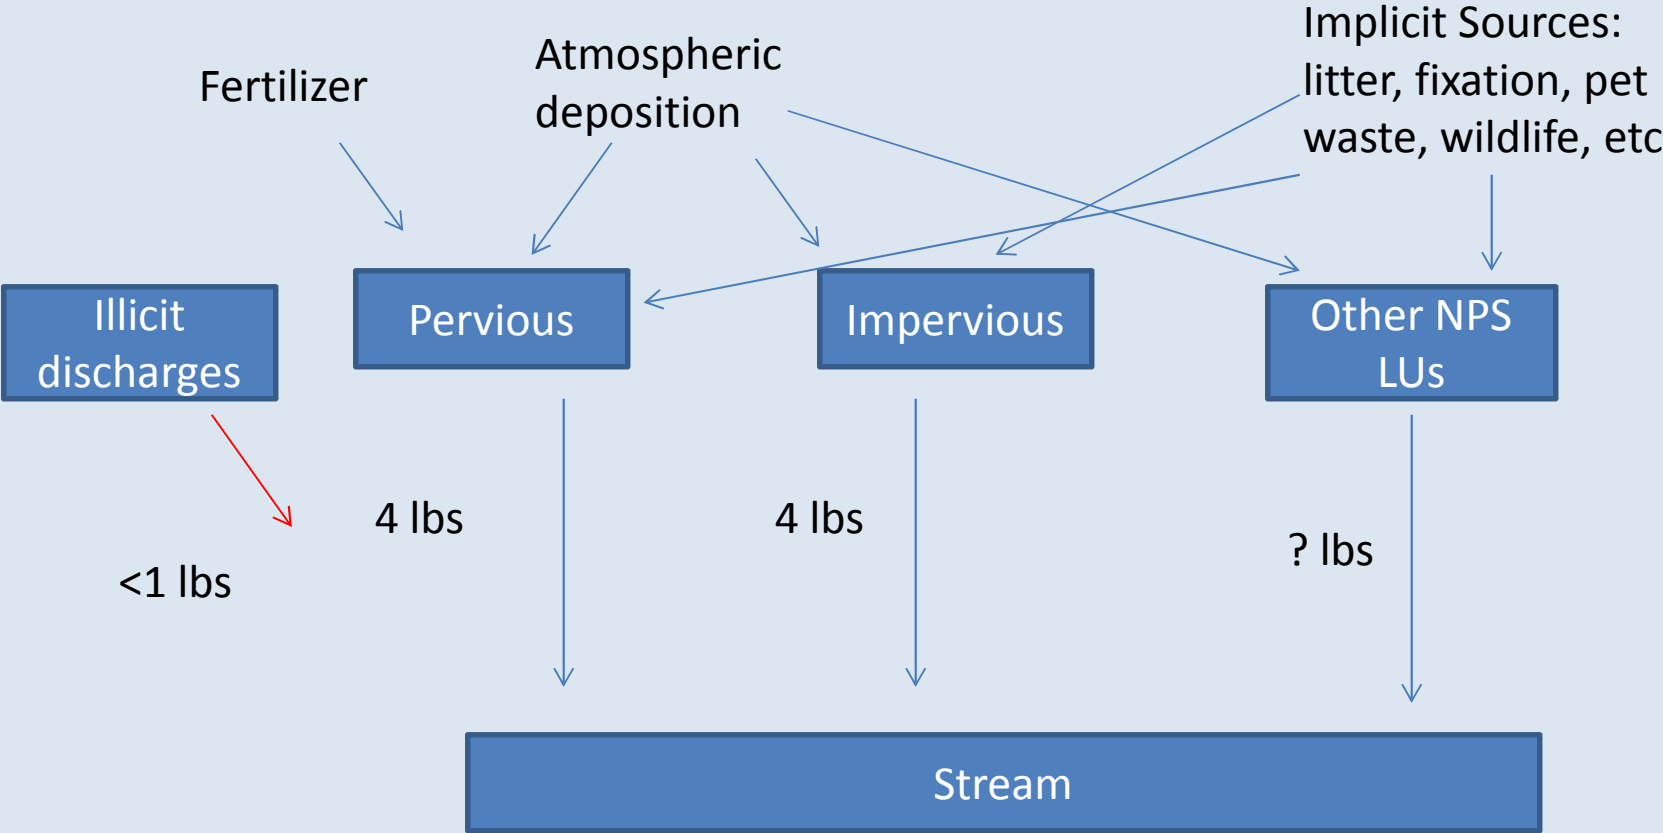 Implicit Sources:
litter, fixation, pet
waste, wildlife, etc
Atmospheric
deposition
Fertilizer
Illicit
discharges
Pervious
Impervious
Other NPS
LUs
4 lbs
4 lbs
? lbs
<1 lbs
Stream